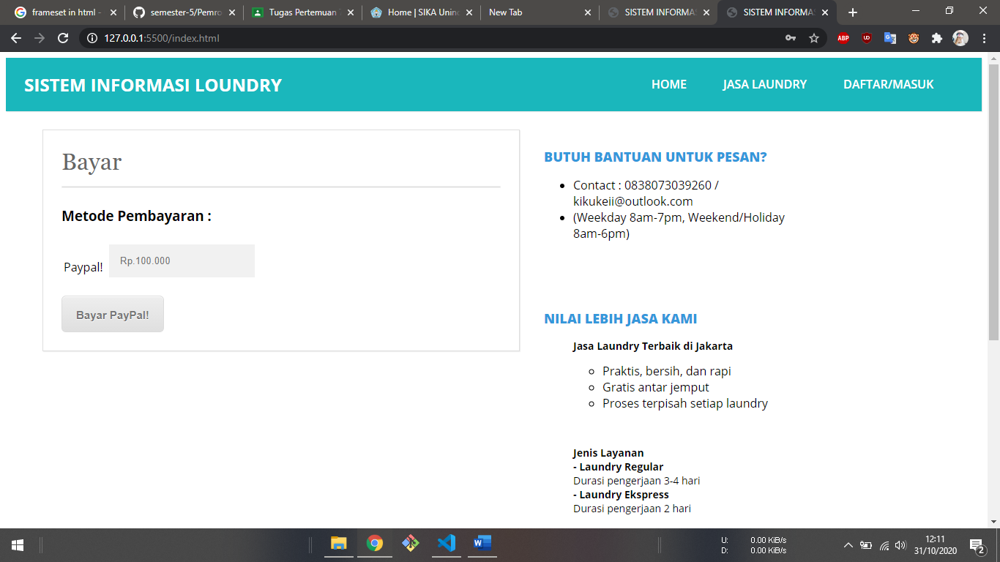 frameset in html -
semester-5/Pemro
Tugas Pertemuan
Home | SIKA Unin
New Tab
SISTEM INFORMAS
SISTEM INFORMAS
127.0.0.1:5500/index.html
ABP
SISTEM INFORMASI LOUNDRY
HOME
JASA LAUNDRY
DAFTAR/MASUK
Bayar
Metode Pembayaran :
Paypal!
Rp.100.000
Bayar PayPal!
BUTUH BANTUAN UNTUK PESAN?
Contact : 0838073039260 /
kikukeii@outlook.com
(Weekday 8am-7pm, Weekend/Holiday
8am-6pm)
NILAI LEBIH JASA KAMI
Jasa Laundry Terbaik di Jakarta
Praktis, bersih, dan rapi
Gratis antar jemput
Proses terpisah setiap laundry
Jenis Layanan
- Laundry Regular
Durasi pengerjaan 3-4 hari
- Laundry Ekspress
Durasi pengerjaan 2 hari
U: 0.00 KiB/s
D: 0.00 KiB/s
12:11
31/10/2020
2